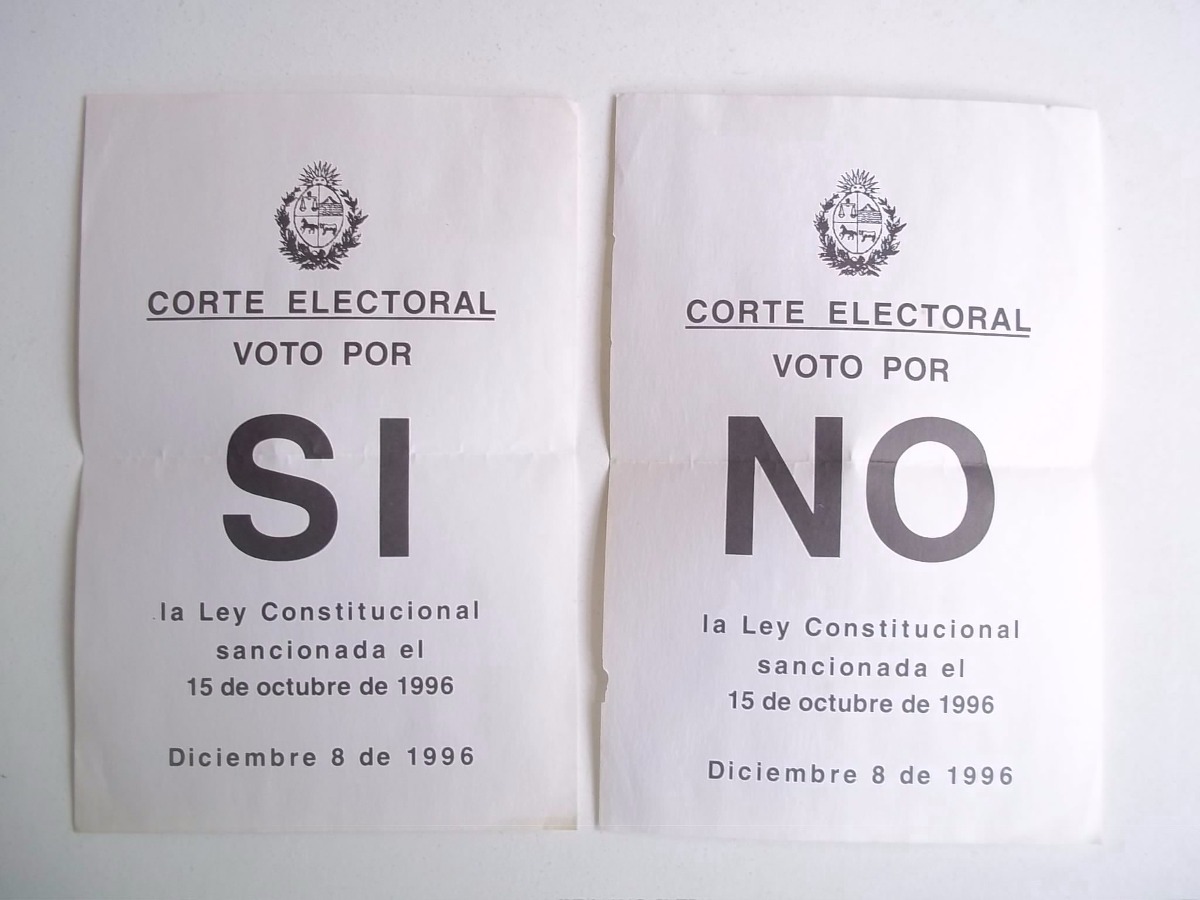 CORTE ELECTORAL
VOTO POR
SI
la Ley Constitucional
sancionada el
15 de octubre de 1996
Diciembre 8 de 1996
CORTE ELECTORAL
VOTO POR
NO
la Ley Constitucional
sancionada el
15 de octubre de 1996
Diciembre 8 de 1996